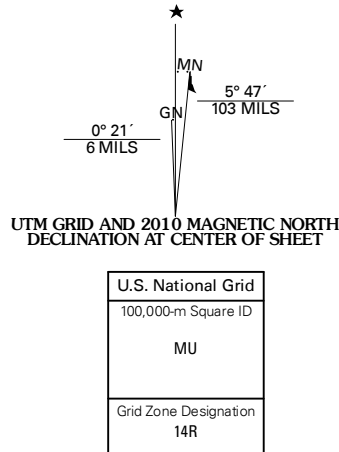 ★
MN
GN
5° 47´
103 MILS
0° 21´
6 MILS
UTM GRID AND 2010 MAGNETIC NORTH
DECLINATION AT CENTER OF SHEET
U.S. National Grid
100,000-m Square ID
MU
Grid Zone Designation
14R